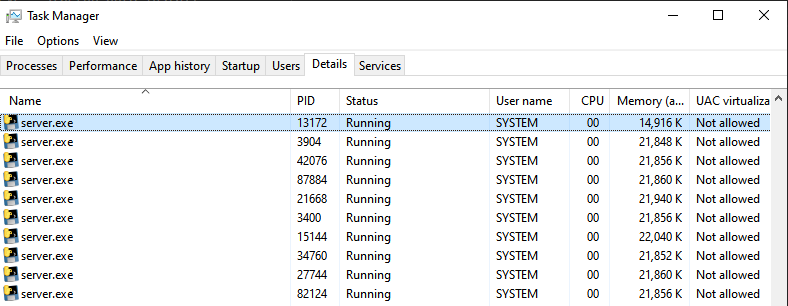 Task Manager
File Options View
Processes Performance App history Startup Users Details Services
Name PID Status User name CPU Memory (a... UAC virtualiza
server.exe 13172 Running SYSTEM 00 14,916 K Not allowed
server.exe 3904 Running SYSTEM 00 21,848 K Not allowed
server.exe 42076 Running SYSTEM 00 21,856 K Not allowed
server.exe 87884 Running SYSTEM 00 21,860 K Not allowed
server.exe 21668 Running SYSTEM 00 21,940 K Not allowed
server.exe 3400 Running SYSTEM 00 21,856 K Not allowed
server.exe 15144 Running SYSTEM 00 22,040 K Not allowed
server.exe 34760 Running SYSTEM 00 21,852 K Not allowed
server.exe 27744 Running SYSTEM 00 21,860 K Not allowed
server.exe 82124 Running SYSTEM 00 21,856 K Not allowed